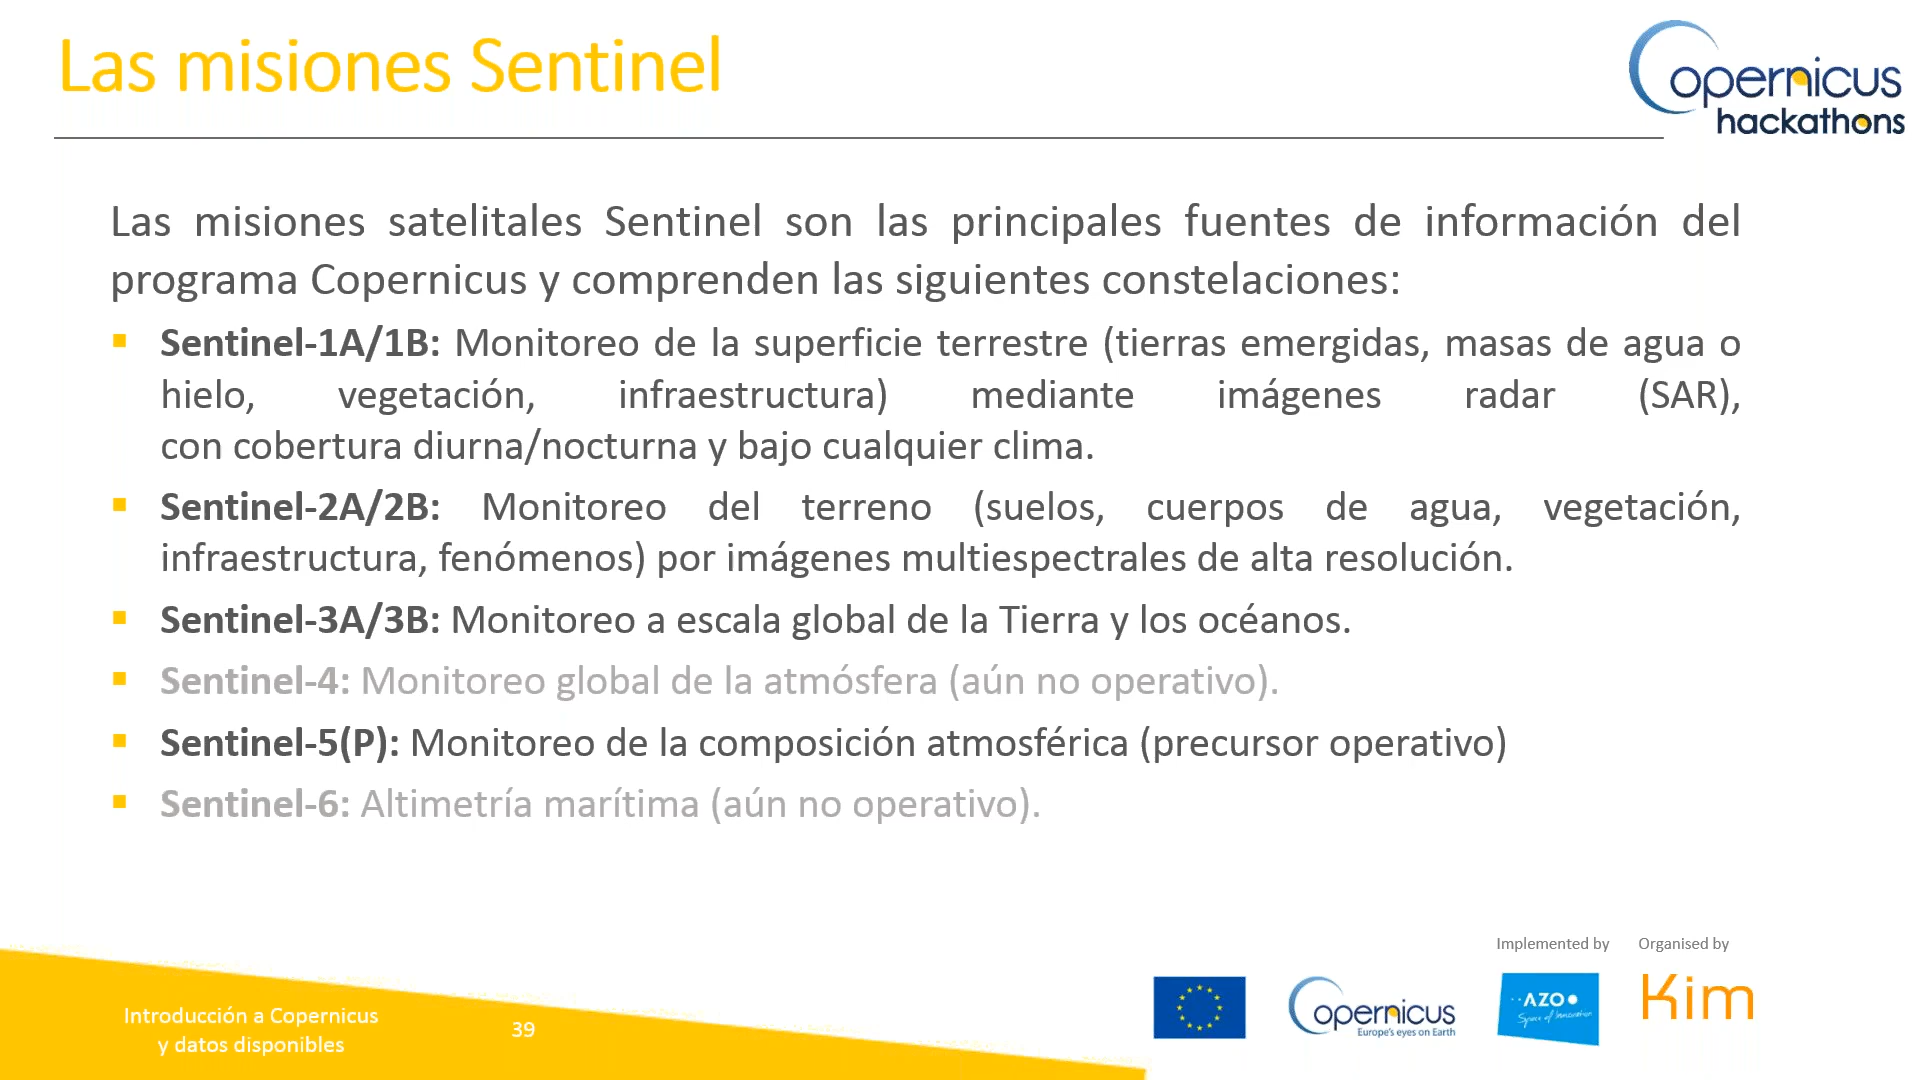 Las misiones Sentinel
Copernicus
hackathons
Las misiones satelitales Sentinel son las principales fuentes de información del
programa Copernicus y comprenden las siguientes constelaciones:
Sentinel-1A/1B: Monitoreo de la superficie terrestre (tierras emergidas, masas de agua o
hielo, vegetación, infraestructura) mediante imágenes radar (SAR),
con cobertura diurna/nocturna y bajo cualquier clima.
Sentinel-2A/2B: Monitoreo del terreno (suelos, cuerpos de agua, vegetación,
infraestructura, fenómenos) por imágenes multiespectrales de alta resolución.
Sentinel-3A/3B: Monitoreo a escala global de la Tierra y los océanos.
Sentinel-4: Monitoreo global de la atmósfera (aún no operativo).
Sentinel-5(P): Monitoreo de la composición atmosférica (precursor operativo)
Sentinel-6: Altimetría marítima (aún no operativo).
Implemented by
Organised by
Copernicus
Europe's eyes on Earth
AZO
Space of Innovation
Kim
Introducción a Copernicus
y datos disponibles
39